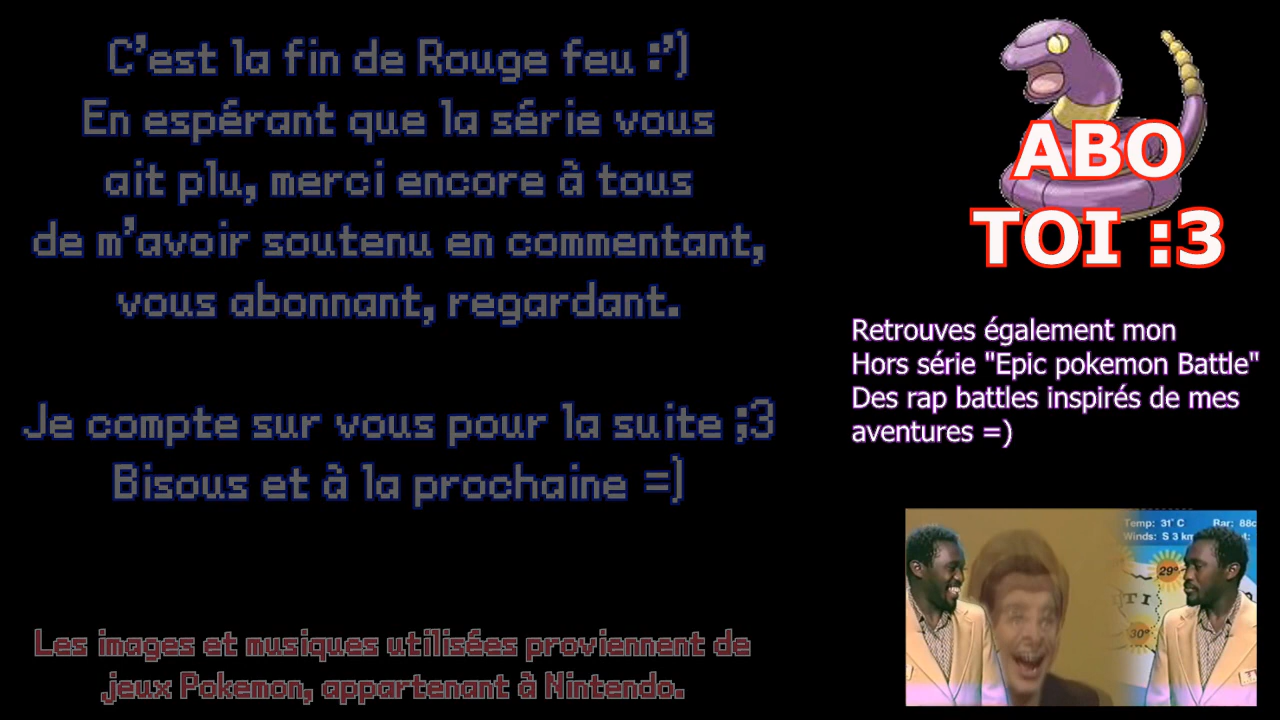 C'est la fin de Rouge feu :')
En espérant que la série vous
ait plu, merci encore à tous
de m'avoir soutenu en commentant,
vous abonnant, regardant.
Je compte sur vous pour la suite ;3
Bisous et à la prochaine =)
Les images et musiques utilisées proviennent de
jeux Pokemon, appartenant à Nintendo.
ABO
TOI :3
Retrouves également mon
Hors série "Epic pokemon Battle"
Des rap battles inspirés de mes
aventures =)
Temp: 31° C
Winds: S 3 km
29°
30°